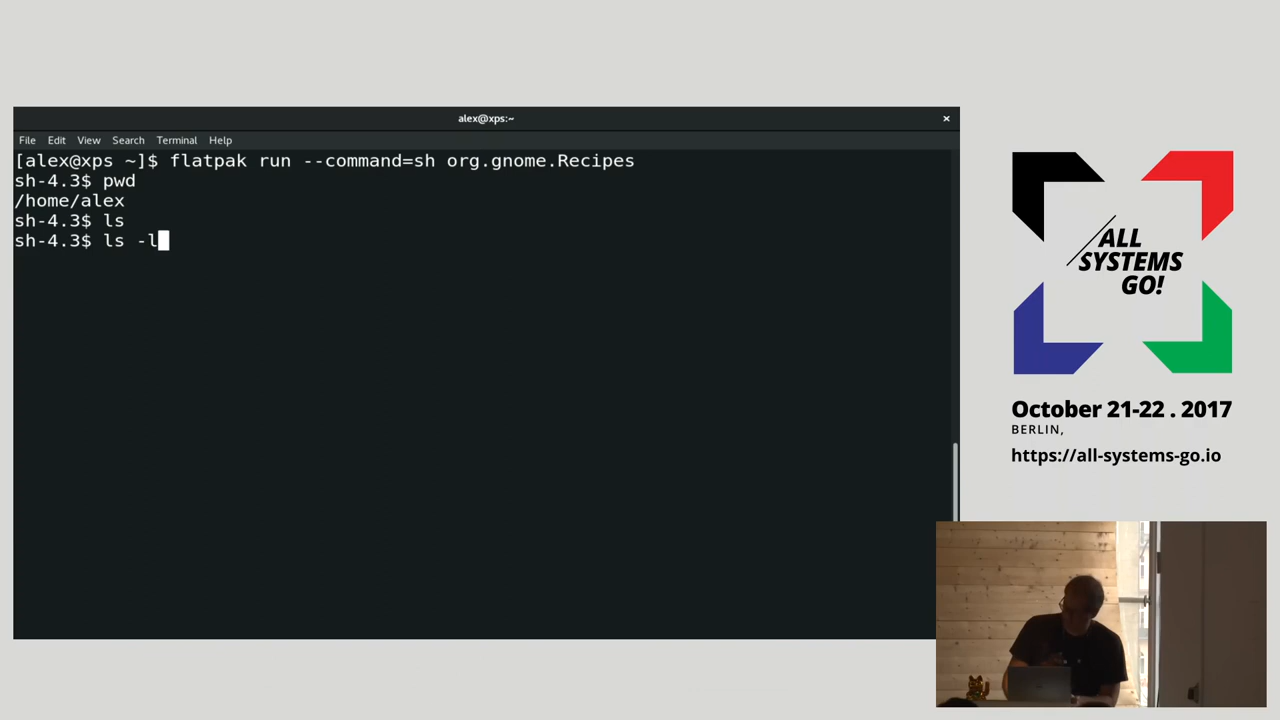 alex@xps:~
×
File Edit View Search Terminal Help
[alex@xps ~]$ flatpak run --command=sh org.gnome.Recipes
sh-4.3$ pwd
/home/alex
sh-4.3$ ls
sh-4.3$ ls -l
ALL
SYSTEMS
GO!
October 21-22 . 2017
BERLIN,
https://all-systems-go.io